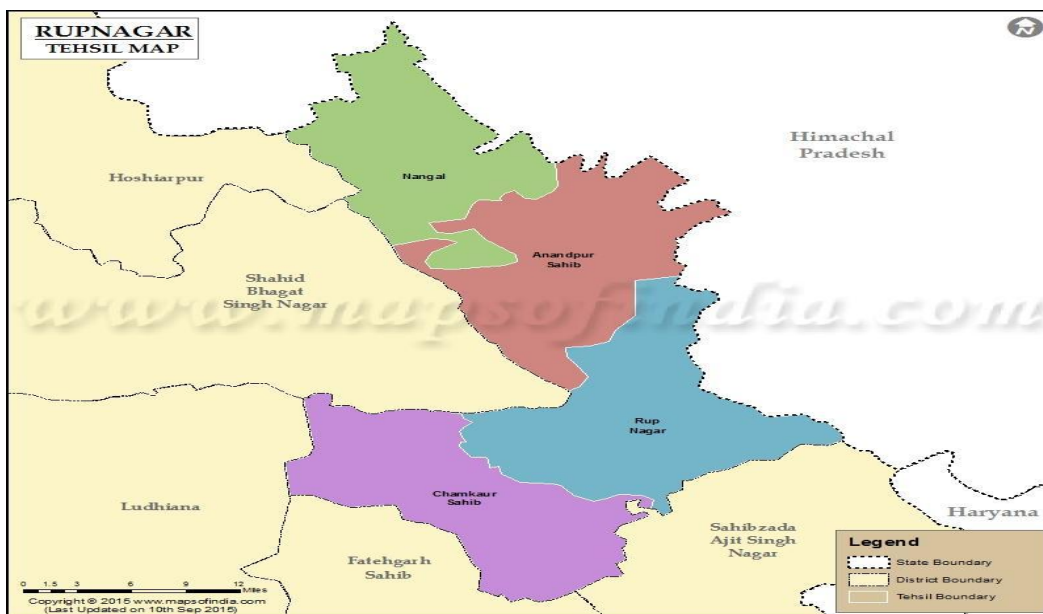 RUPNAGAR
TEHSIL MAP
N
Himachal
Pradesh
Hoshiarpur
Nangal
Anandpur
Sahib
Shahid
Bhagat
Singh Nagar
www.mapsofindia.com
Rup
Nagar
Chamkaur
Sahib
Ludhiana
Haryana
Sahibzada
Ajit Singh
Nagar
Fatehgarh
Sahib
Legend
State Boundary
District Boundary
Tehsil Boundary
0 1.5 3 6 9 12
Miles
Copyright © 2015 www.mapsofindia.com
(Last Updated on 10th Sep 2015)